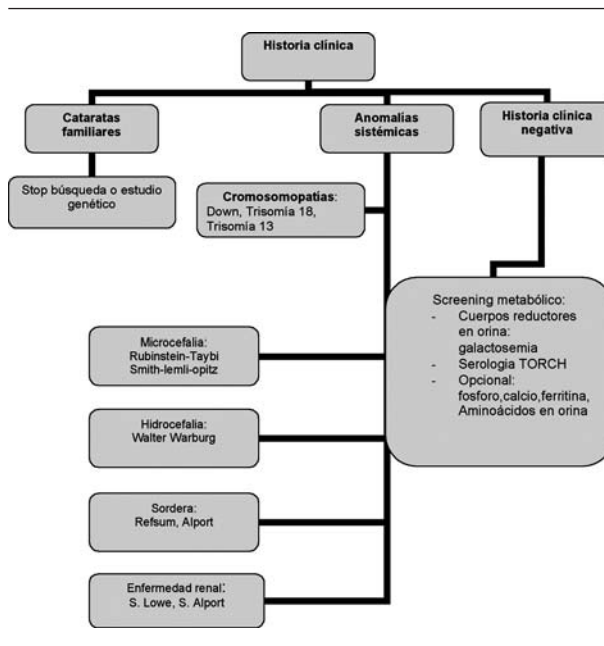 Historia clínica
Cataratas
familiares
Anomalías
sistémicas
Historia clínica
negativa
Stop búsqueda o estudio
genético
Cromosomopatías:
Down, Trisomía 18,
Trisomía 13
Screening metabólico:
- Cuerpos reductores
en orina:
galactosemia
- Serologia TORCH
- Opcional:
fosforo,calcio,ferritina,
Aminoácidos en orina
Microcefalia:
Rubinstein-Taybi
Smith-lemli-opitz
Hidrocefalia:
Walter Warburg
Sordera:
Refsum, Alport
Enfermedad renal:
S. Lowe, S. Alport